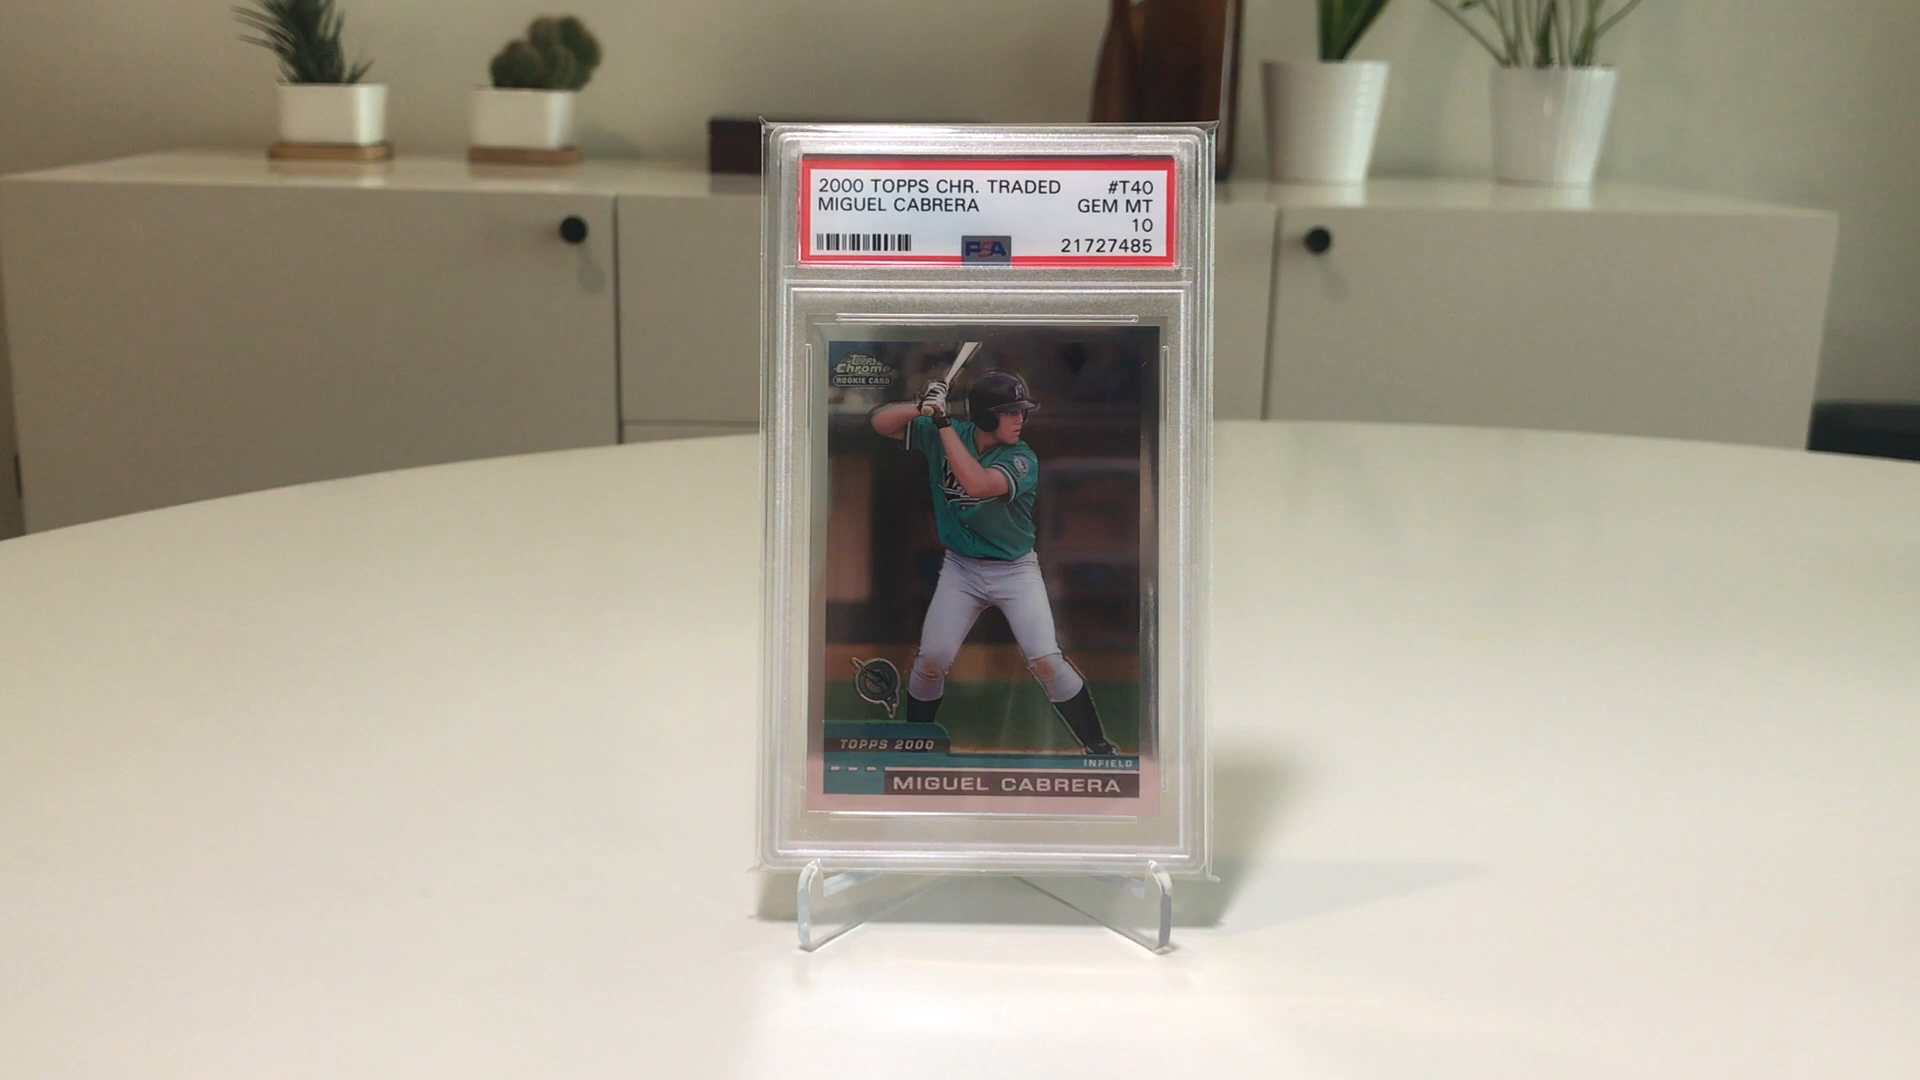 2000 TOPPS CHR. TRADED #T40
MIGUEL CABRERA GEM MT
10
PSA 21727485
Topps
Chrome
ROOKIE CARD
TOPPS 2000
INFIELD
MIGUEL CABRERA